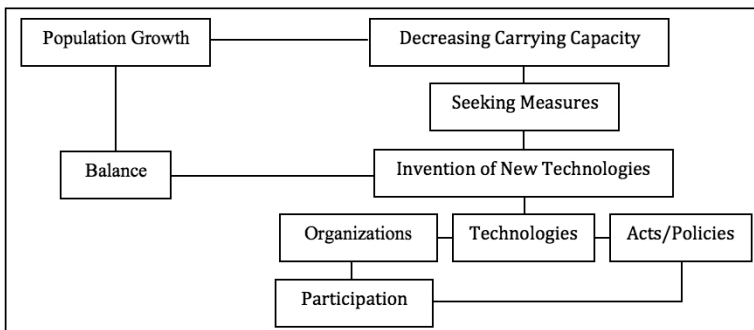 Population Growth
Decreasing Carrying Capacity
Seeking Measures
Balance
Invention of New Technologies
Organizations
Technologies
Acts/Policies
Participation